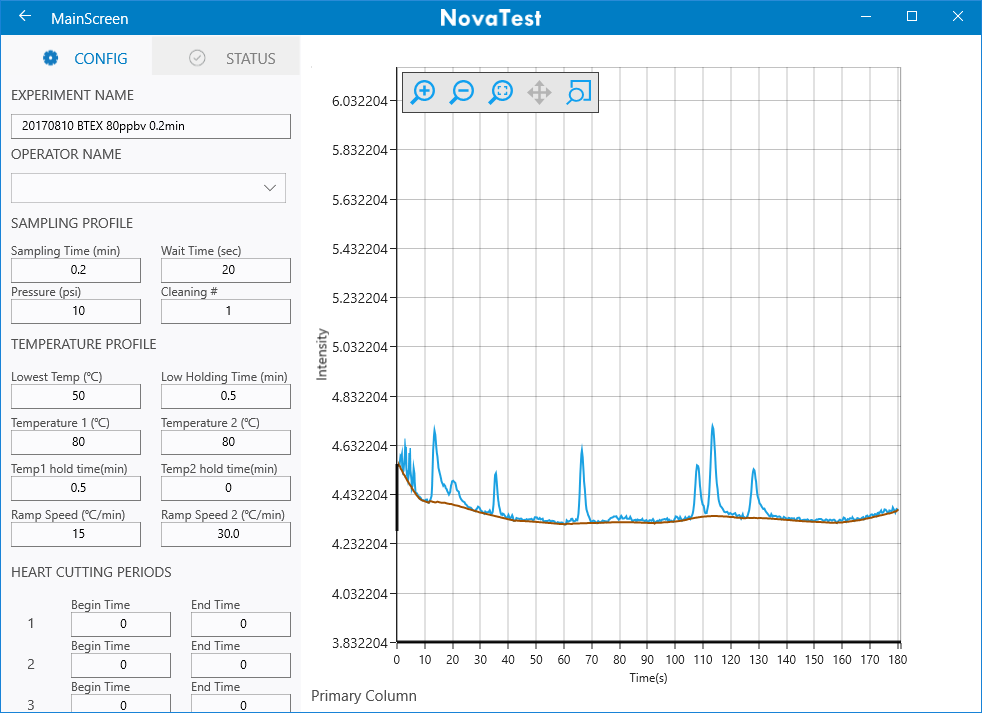 MainScreen
NovaTest
CONFIG
STATUS
EXPERIMENT NAME
20170810 BTEX 80ppbv 0.2min
OPERATOR NAME
SAMPLING PROFILE
Sampling Time (min) Wait Time (sec)
0.2 20
Pressure (psi) Cleaning #
10 1
TEMPERATURE PROFILE
Lowest Temp (℃) Low Holding Time (min)
50 0.5
Temperature 1 (℃) Temperature 2 (℃)
80 80
Temp1 hold time(min) Temp2 hold time(min)
0.5 0
Ramp Speed (℃/min) Ramp Speed 2 (℃/min)
15 30.0
HEART CUTTING PERIODS
Begin Time End Time
1 0 0
Begin Time End Time
2 0 0
Begin Time End Time
3 0 0
Intensity
6.032204
5.832204
5.632204
5.432204
5.232204
5.032204
4.832204
4.632204
4.432204
4.232204
4.032204
3.832204
0 10 20 30 40 50 60 70 80 90 100 110 120 130 140 150 160 170 180
Time(s)
Primary Column